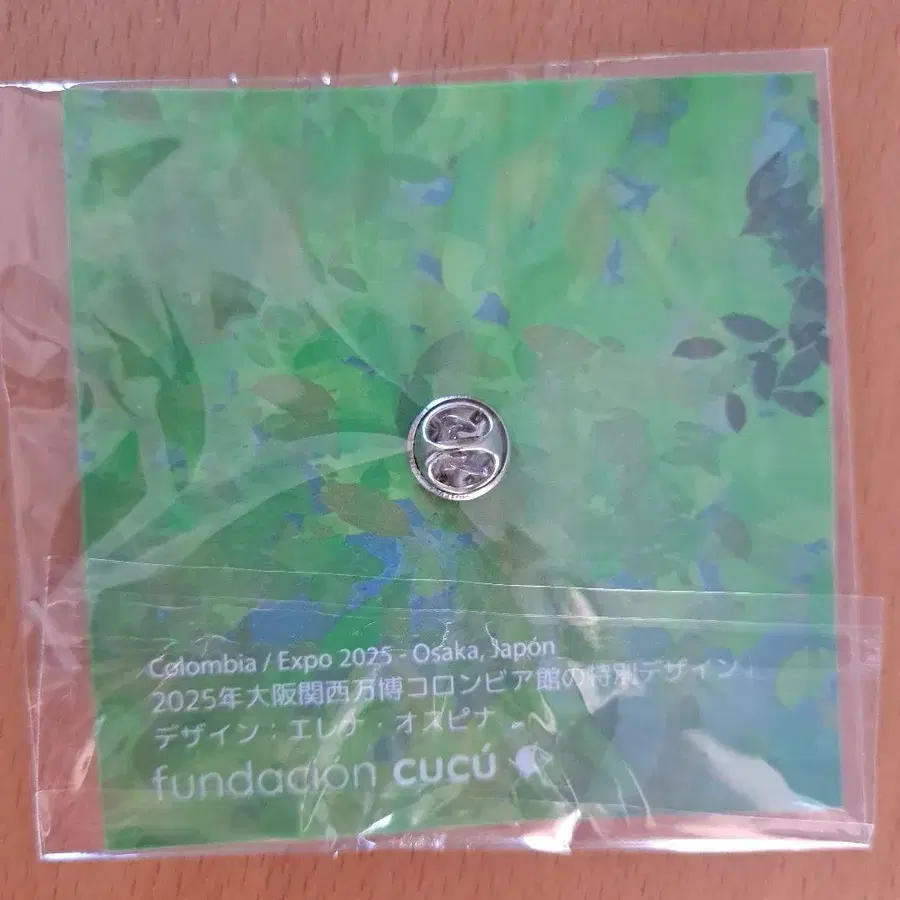 Colombia / Expo 2025 - Osaka, Japón
2025年大阪関西万博コロンビア館の特別デザイン
デザイン：エレナ・オスピナ
fundación cucú